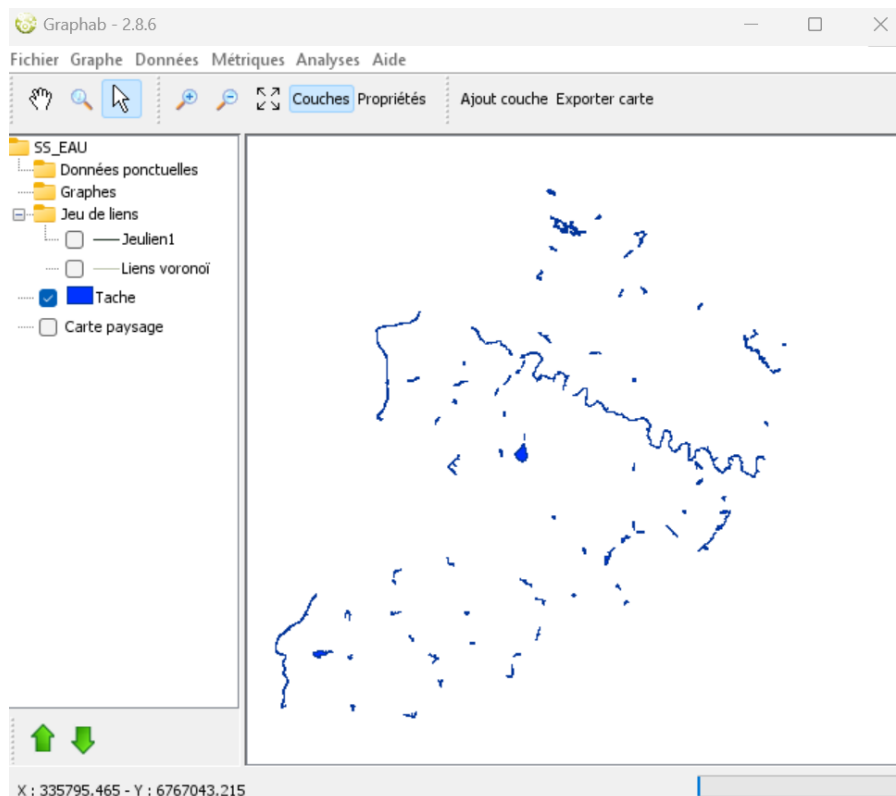 Graphab - 2.8.6
Fichier Graphe Données Métriques Analyses Aide
Couches Propriétés Ajout couche Exporter carte
SS_EAU
Données ponctuelles
Graphes
Jeu de liens
Jeulien1
Liens voronoï
Tache
Carte paysage
X : 335795.465 - Y : 6767043.215